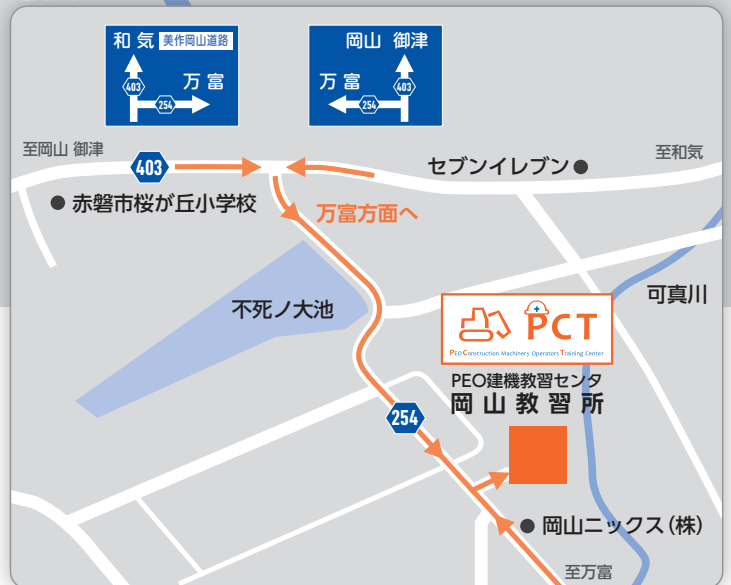 和気 美作岡山道路
403
万富
254
岡山 御津
万富
403
254
至岡山 御津
403
セブンイレブン
至和気
赤磐市桜が丘小学校
万富方面へ
不死ノ大池
可真川
PCT
PEO Construction Machinery Operators Training Center
PEO建機教習センタ
岡山教習所
254
岡山ニックス(株)
至万富